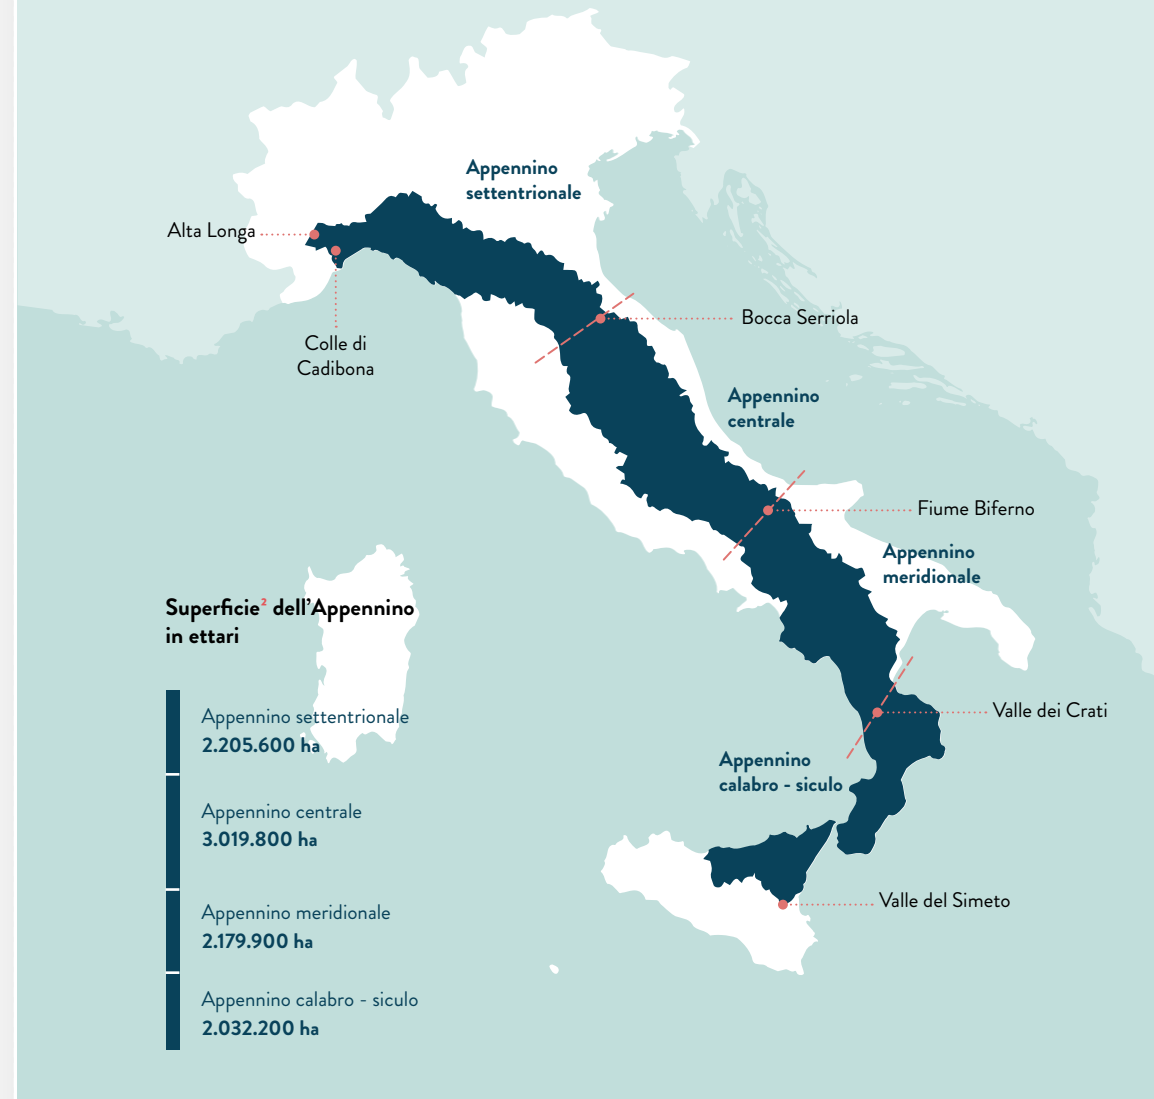 Appennino
settentrionale
Alta Longa
Colle di
Cadibona
Bocca Serriola
Appennino
centrale
Fiume Biferno
Appennino
meridionale
Superficie² dell'Appennino
in ettari
Appennino settentrionale
2.205.600 ha
Appennino centrale
3.019.800 ha
Appennino meridionale
2.179.900 ha
Appennino calabro - siculo
2.032.200 ha
Valle dei Crati
Appennino
calabro - siculo
Valle del Simeto